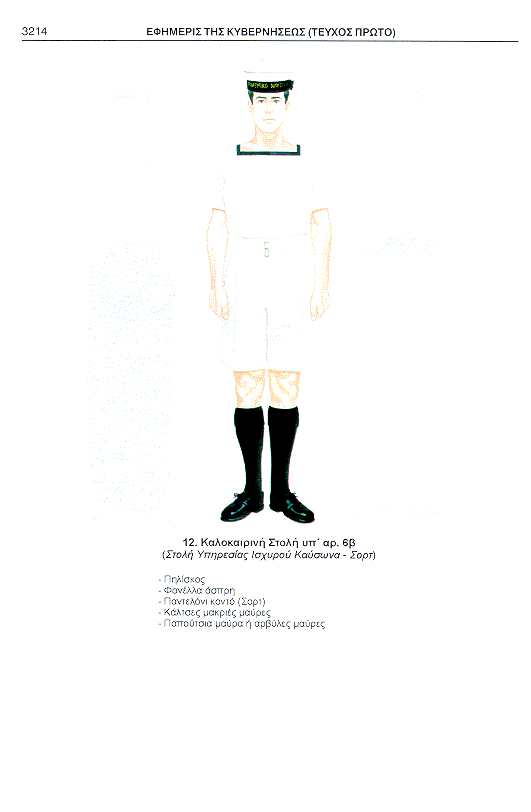 3214
ΕΦΗΜΕΡΙΣ ΤΗΣ ΚΥΒΕΡΝΗΣΕΩΣ (ΤΕΥΧΟΣ ΠΡΩΤΟ)
12. Καλοκαιρινή Στολή υπ΄ αρ. 6β
(Στολή Υπηρεσίας Ισχυρού Καύσωνα - Σορτ)
- Πηλίσκος
- Φανέλλα άσπρη
- Παντελόνι κοντό (Σορτ)
- Κάλτσες μακριές μαύρες
- Παπούτσια μαύρα ή αρβύλες μαύρες